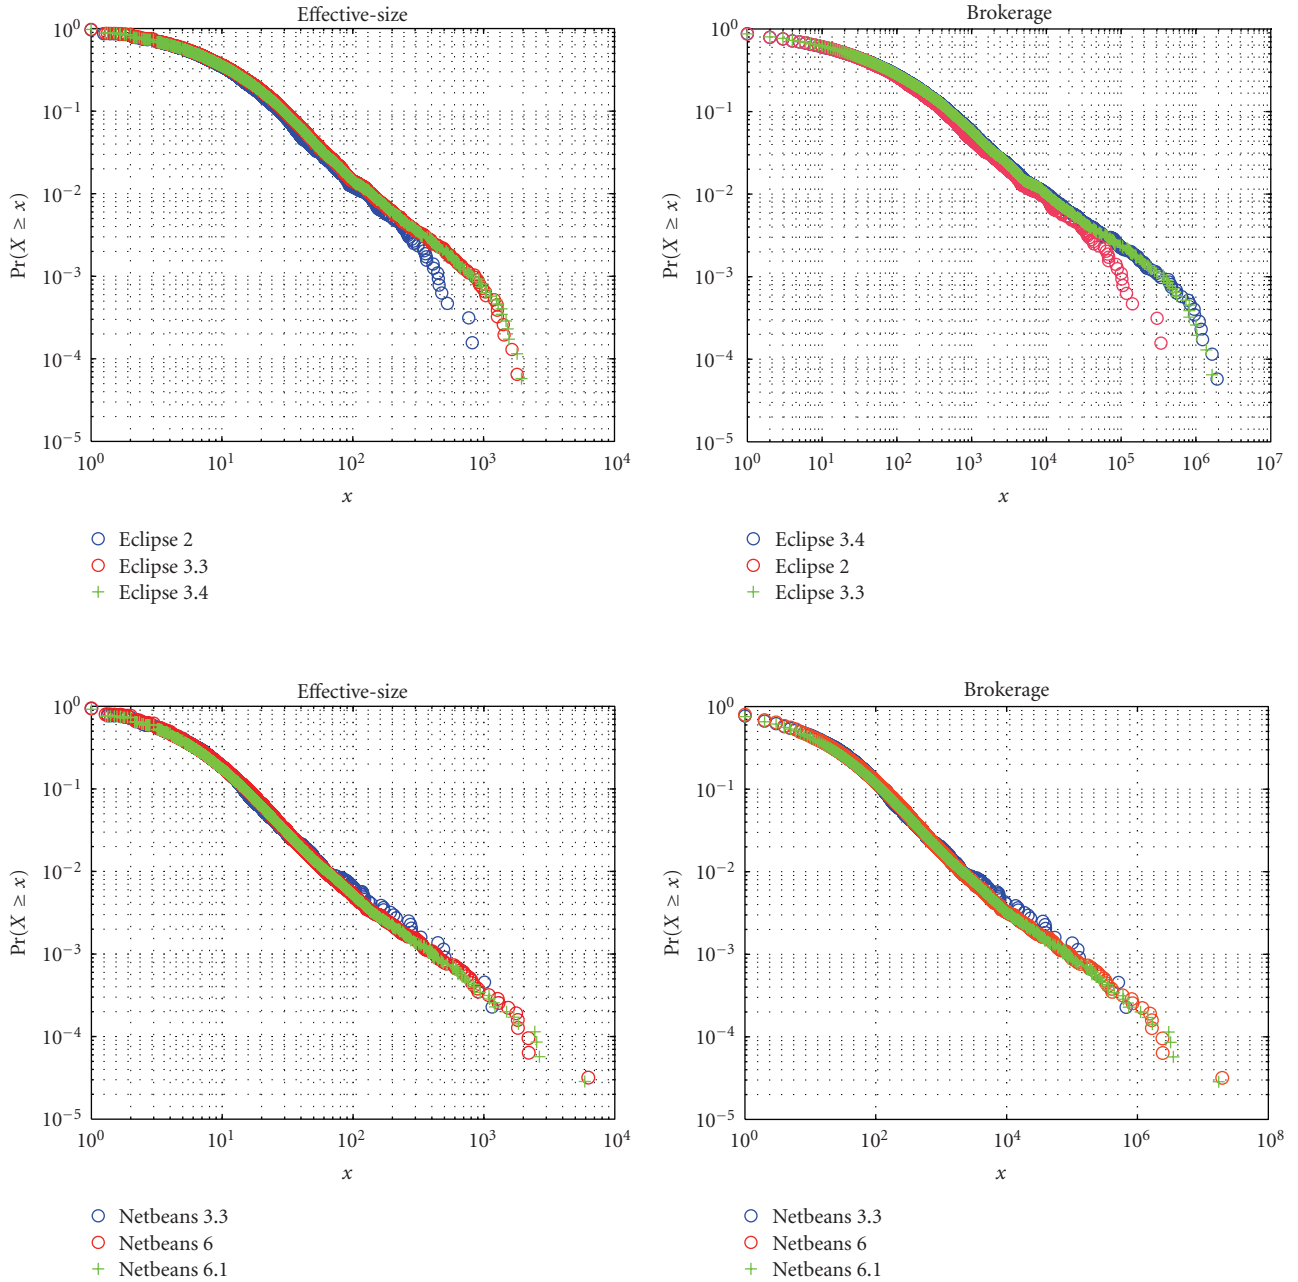 Effective-size
Pr(X ≥ x)
10^0
10^-1
10^-2
10^-3
10^-4
10^-5
10^0 10^1 10^2 10^3 10^4
x
Eclipse 2
Eclipse 3.3
Eclipse 3.4
Brokerage
Pr(X ≥ x)
10^0
10^-1
10^-2
10^-3
10^-4
10^-5
10^0 10^1 10^2 10^3 10^4 10^5 10^6 10^7
x
Eclipse 3.4
Eclipse 2
Eclipse 3.3
Effective-size
Pr(X ≥ x)
10^0
10^-1
10^-2
10^-3
10^-4
10^-5
10^0 10^1 10^2 10^3 10^4
x
Netbeans 3.3
Netbeans 6
Netbeans 6.1
Brokerage
Pr(X ≥ x)
10^0
10^-1
10^-2
10^-3
10^-4
10^-5
10^0 10^2 10^4 10^6 10^8
x
Netbeans 3.3
Netbeans 6
Netbeans 6.1